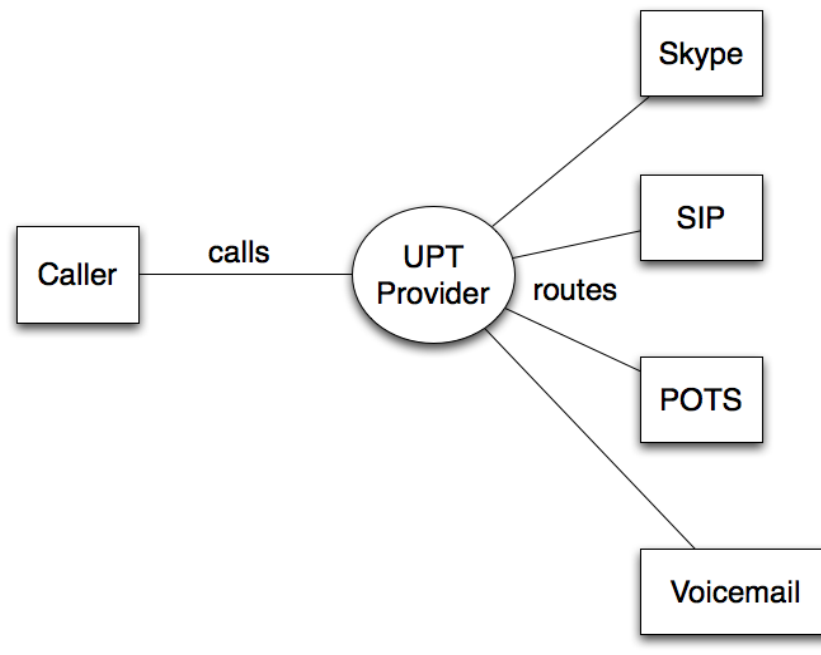 Skype
SIP
calls
UPT
Provider
Caller
routes
POTS
Voicemail